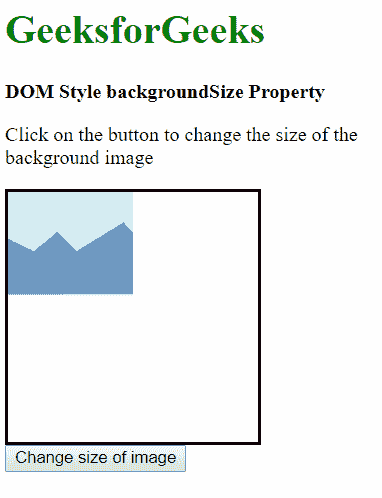 GeeksforGeeks
DOM Style backgroundSize Property
Click on the button to change the size of the
background image
Change size of image